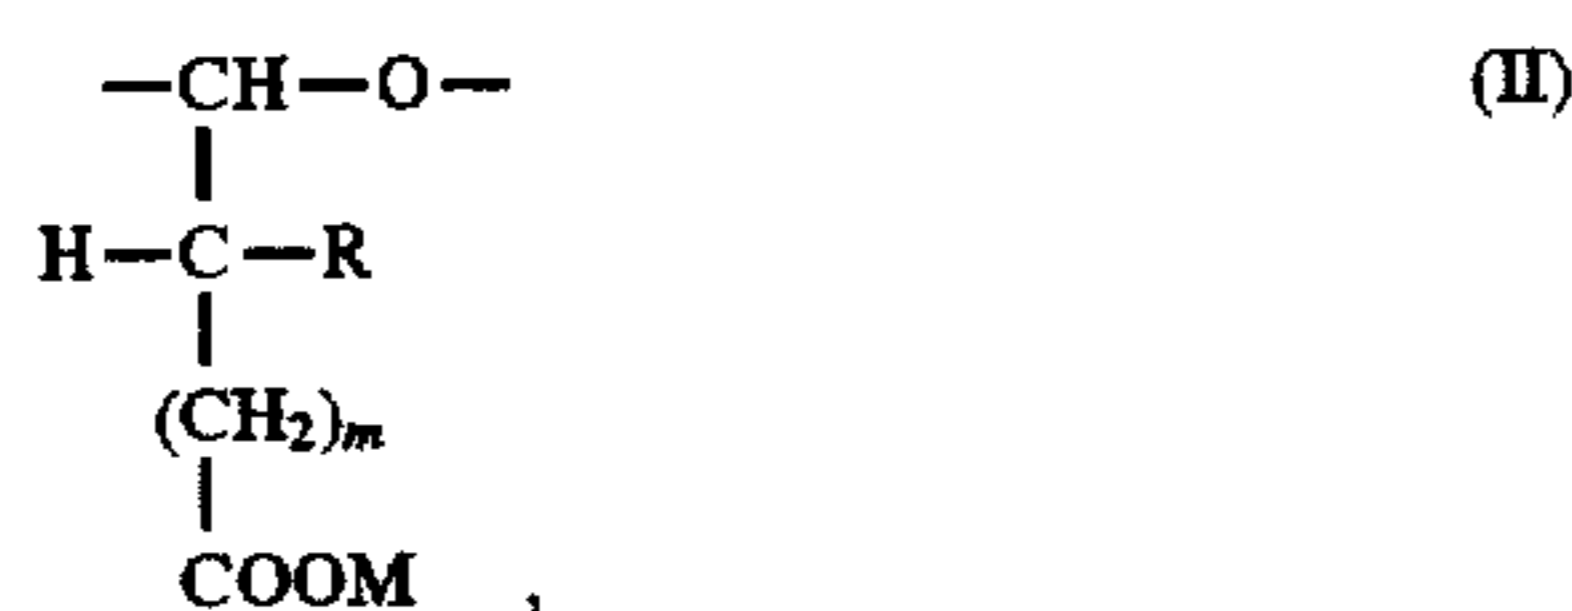 —CH—O— (II)
H—C—R
(CH₂)ₘ
COOM ,